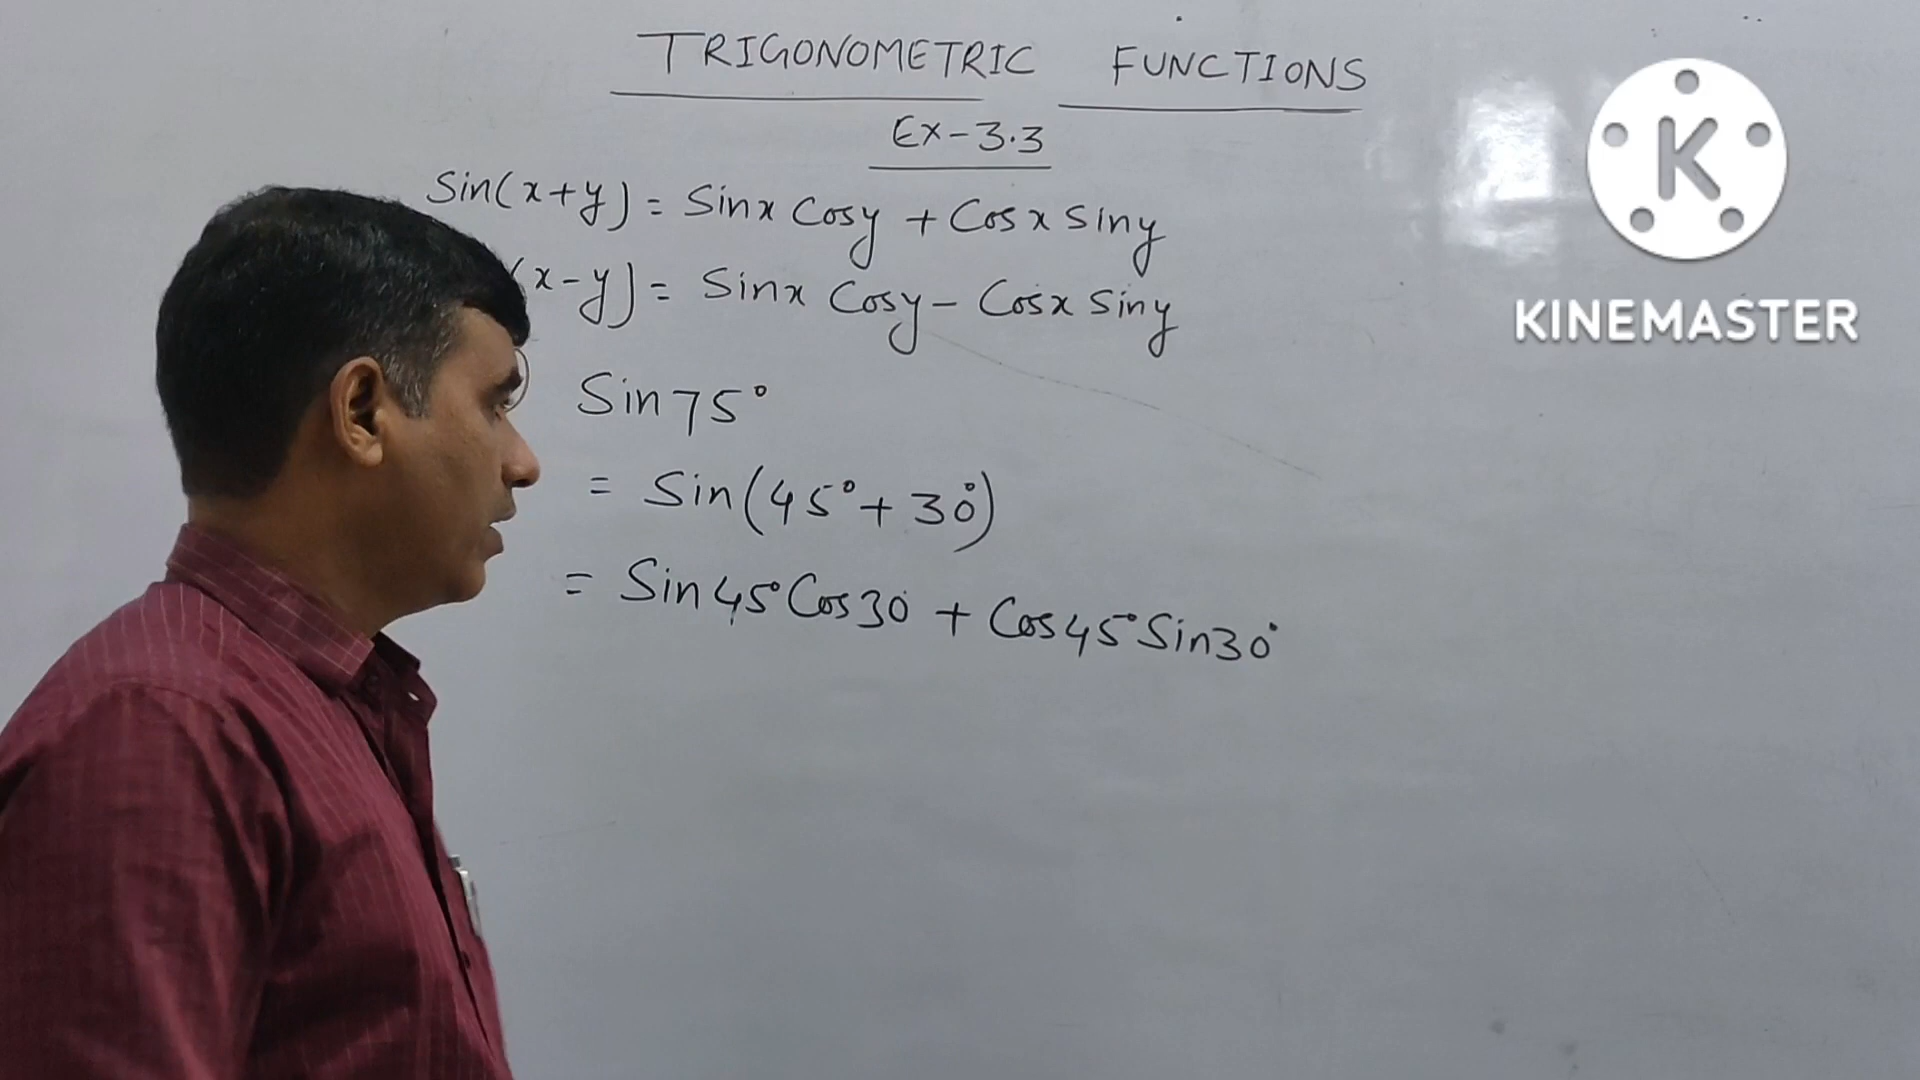 TRIGONOMETRIC FUNCTIONS
Ex-3.3
Sin(x+y) = Sinx Cosy + Cosx Siny
(x-y) = Sinx Cosy - Cosx Siny
Sin75°
= Sin(45°+30°)
= Sin45°Cos30° + Cos45°Sin30°
K
KINEMASTER